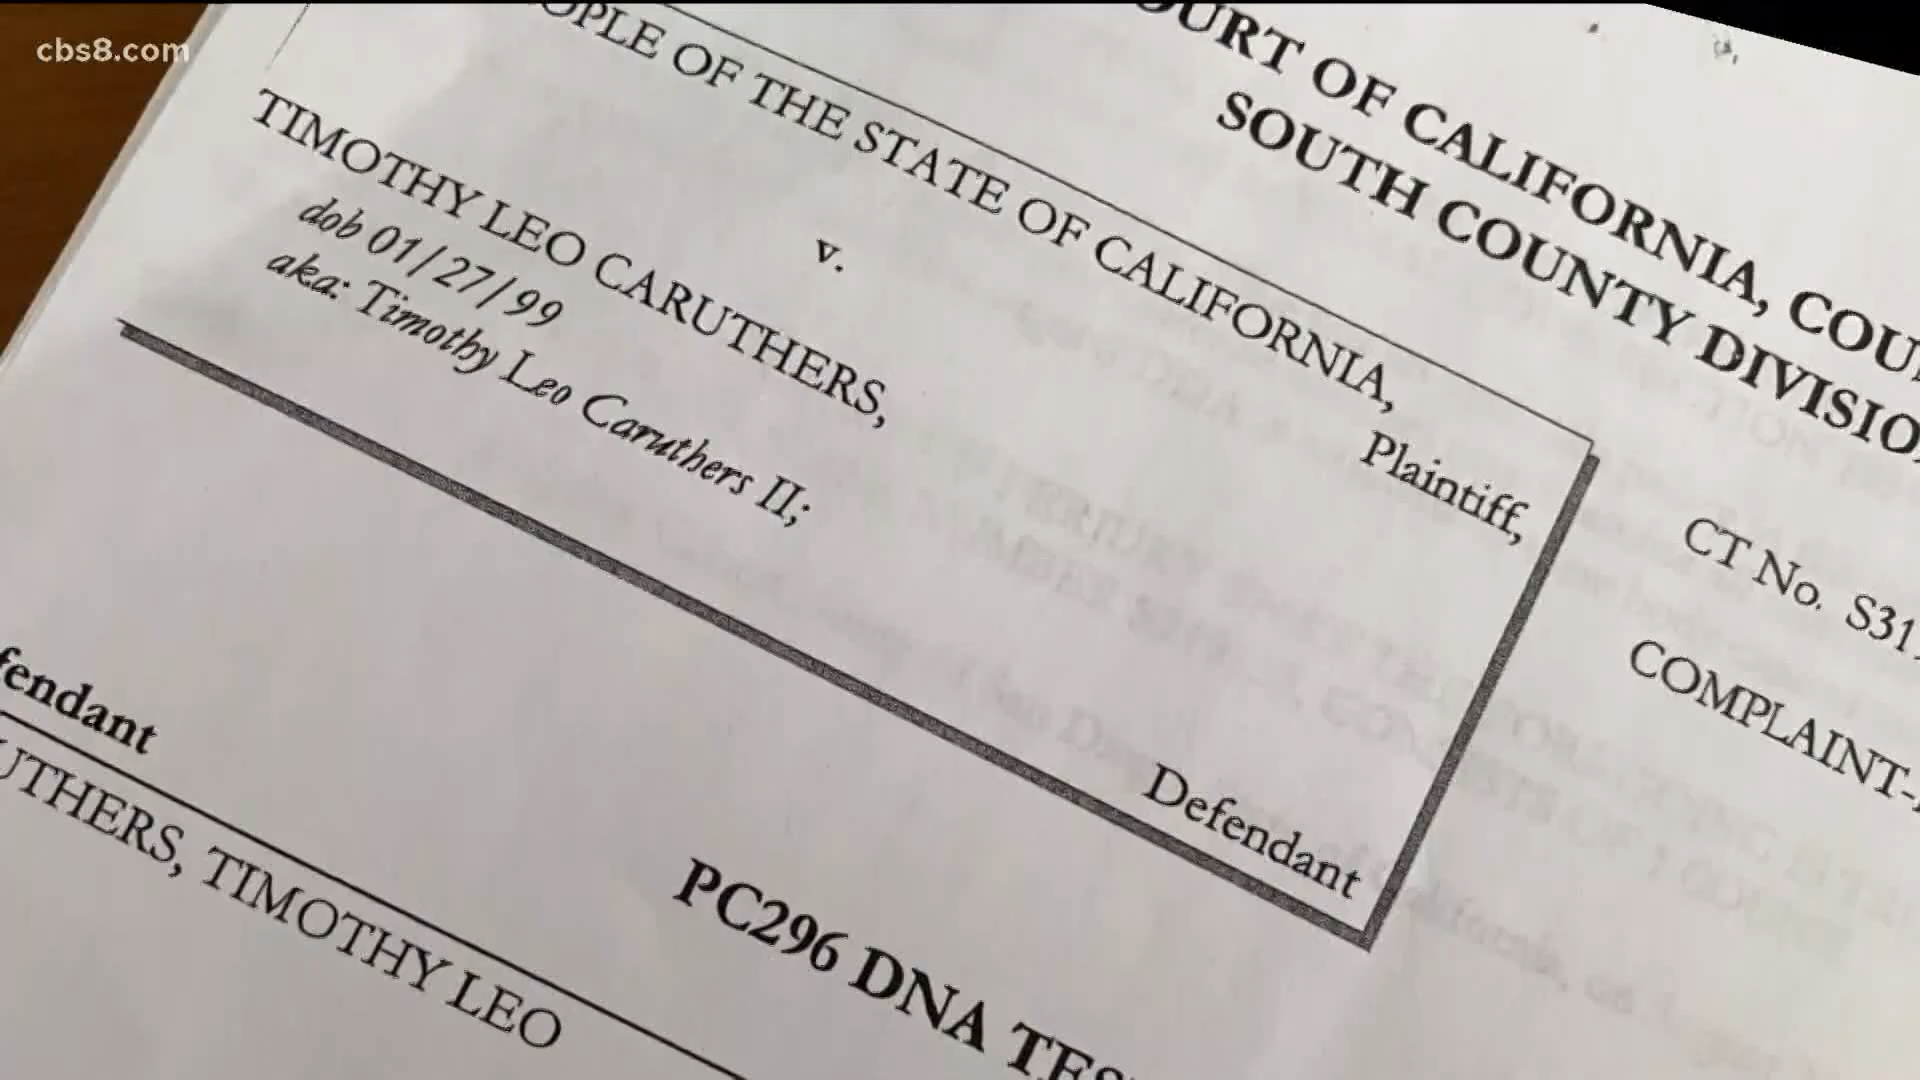 cbs8.com
COURT OF CALIFORNIA, COU
SOUTH COUNTY DIVISIO
OPLE OF THE STATE OF CALIFORNIA,
Plaintiff,
v.
TIMOTHY LEO CARUTHERS,
dob 01/27/99
aka: Timothy Leo Caruthers II;
Defendant
CT No. S31
COMPLAINT-
fendant
PC296 DNA TES
UTHERS, TIMOTHY LEO